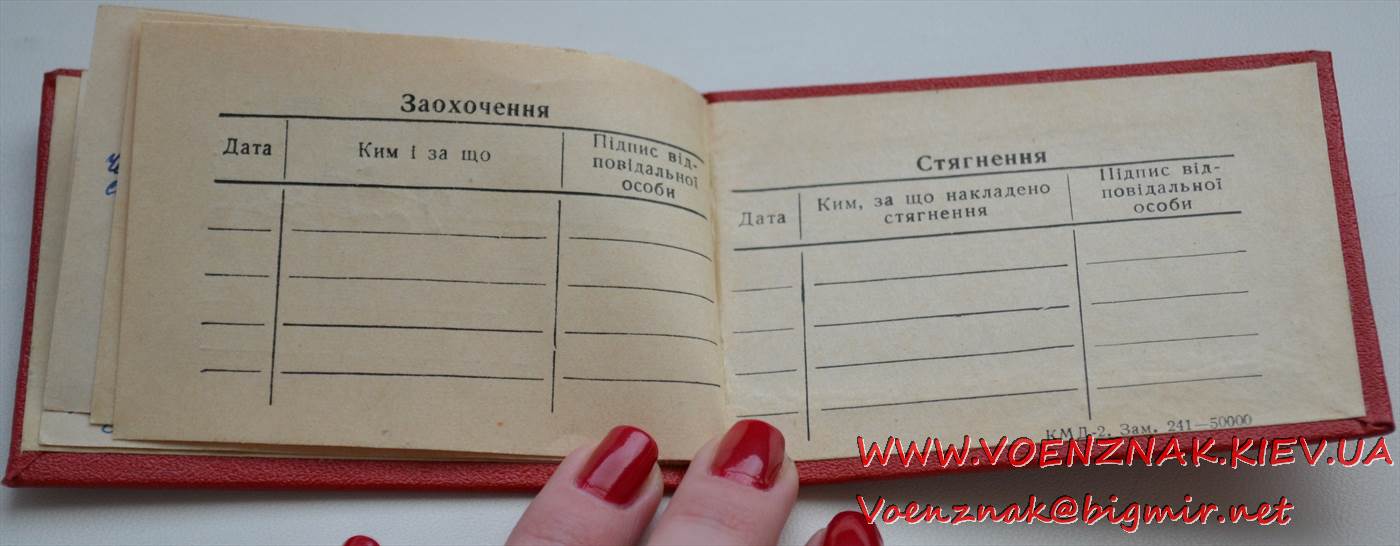 Заохочення
Дата
Ким і за що
Підпис від-
повідальної
особи
Стягнення
Дата
Ким, за що накладено
стягнення
Підпис від-
повідальної
особи
КМД-2. Зам. 241—50000
WWW.VOENZNAK.KIEV.UA
Voenznak@bigmir.net